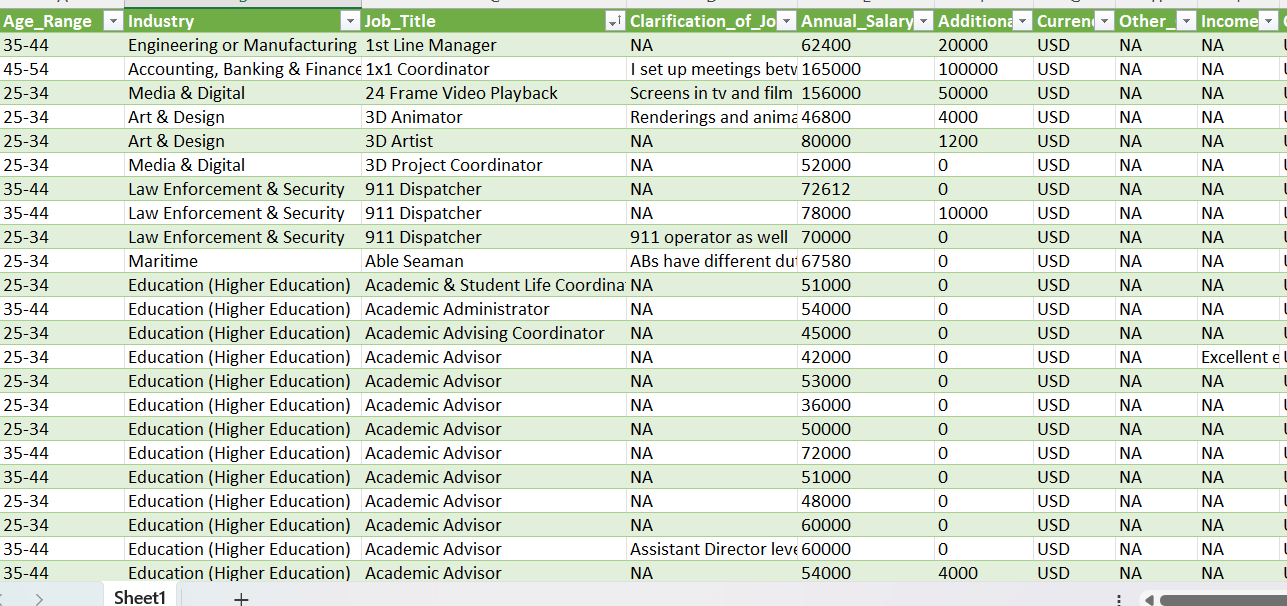 Age_Range Industry Job_Title Clarification_of_Jo Annual_Salary Additiona Curren Other_ Income
35-44 Engineering or Manufacturing 1st Line Manager NA 62400 20000 USD NA NA
45-54 Accounting, Banking & Finance 1x1 Coordinator I set up meetings betw 165000 100000 USD NA NA
25-34 Media & Digital 24 Frame Video Playback Screens in tv and film 156000 50000 USD NA NA
25-34 Art & Design 3D Animator Renderings and anima 46800 4000 USD NA NA
25-34 Art & Design 3D Artist NA 80000 1200 USD NA NA
25-34 Media & Digital 3D Project Coordinator NA 52000 0 USD NA NA
35-44 Law Enforcement & Security 911 Dispatcher NA 72612 0 USD NA NA
35-44 Law Enforcement & Security 911 Dispatcher NA 78000 10000 USD NA NA
25-34 Law Enforcement & Security 911 Dispatcher 911 operator as well 70000 0 USD NA NA
25-34 Maritime Able Seaman ABs have different dut 67580 0 USD NA NA
25-34 Education (Higher Education) Academic & Student Life Coordina NA 51000 0 USD NA NA
35-44 Education (Higher Education) Academic Administrator NA 54000 0 USD NA NA
25-34 Education (Higher Education) Academic Advising Coordinator NA 45000 0 USD NA NA
25-34 Education (Higher Education) Academic Advisor NA 42000 0 USD NA Excellent e
25-34 Education (Higher Education) Academic Advisor NA 53000 0 USD NA NA
25-34 Education (Higher Education) Academic Advisor NA 36000 0 USD NA NA
25-34 Education (Higher Education) Academic Advisor NA 50000 0 USD NA NA
35-44 Education (Higher Education) Academic Advisor NA 72000 0 USD NA NA
35-44 Education (Higher Education) Academic Advisor NA 51000 0 USD NA NA
25-34 Education (Higher Education) Academic Advisor NA 48000 0 USD NA NA
25-34 Education (Higher Education) Academic Advisor NA 60000 0 USD NA NA
35-44 Education (Higher Education) Academic Advisor Assistant Director leve 60000 0 USD NA NA
35-44 Education (Higher Education) Academic Advisor NA 54000 4000 USD NA NA
Sheet1